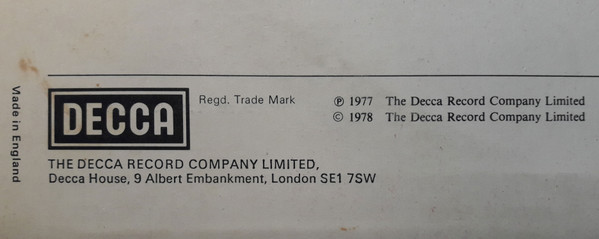 Made in England
DECCA
Regd. Trade Mark
℗ 1977 The Decca Record Company Limited
© 1978 The Decca Record Company Limited
THE DECCA RECORD COMPANY LIMITED,
Decca House, 9 Albert Embankment, London SE1 7SW